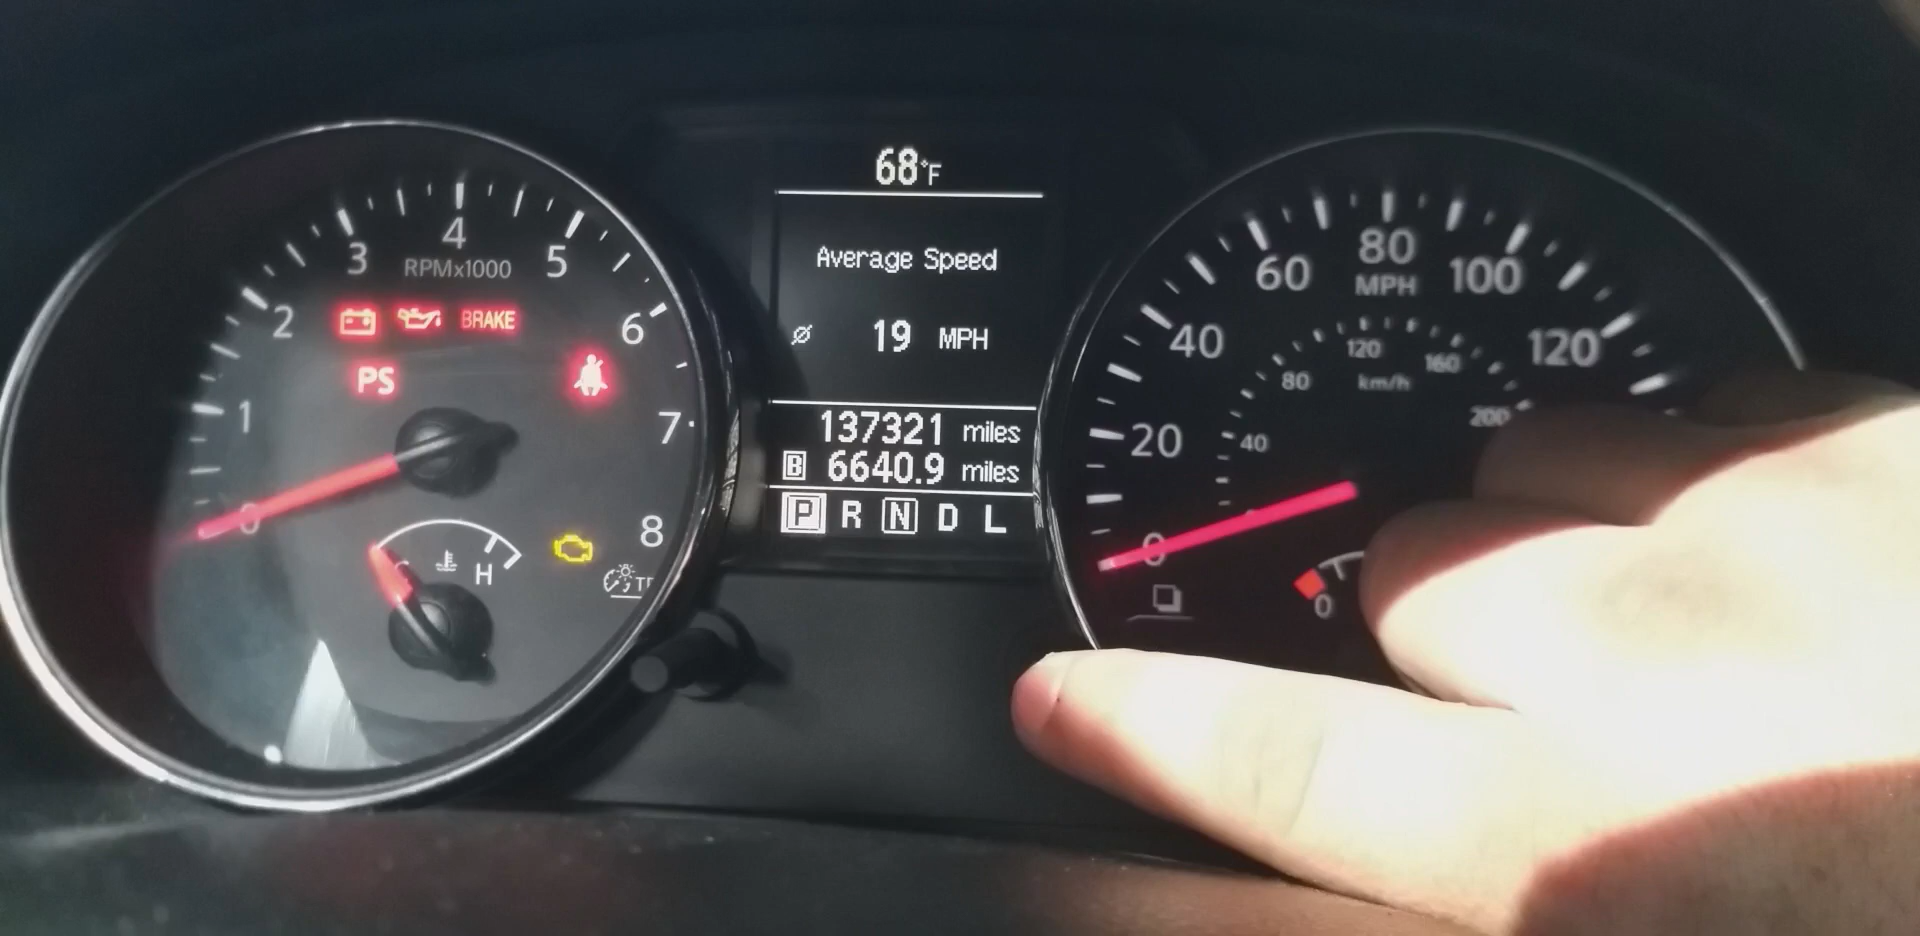 4
3
5
RPMx1000
2
6
BRAKE
PS
1
7
0
8
H
68°F
Average Speed
Ø 19 MPH
137321 miles
B 6640.9 miles
P R N D L
80
60
MPH
100
40
120
120
160
80
km/h
200
20
40
0
0